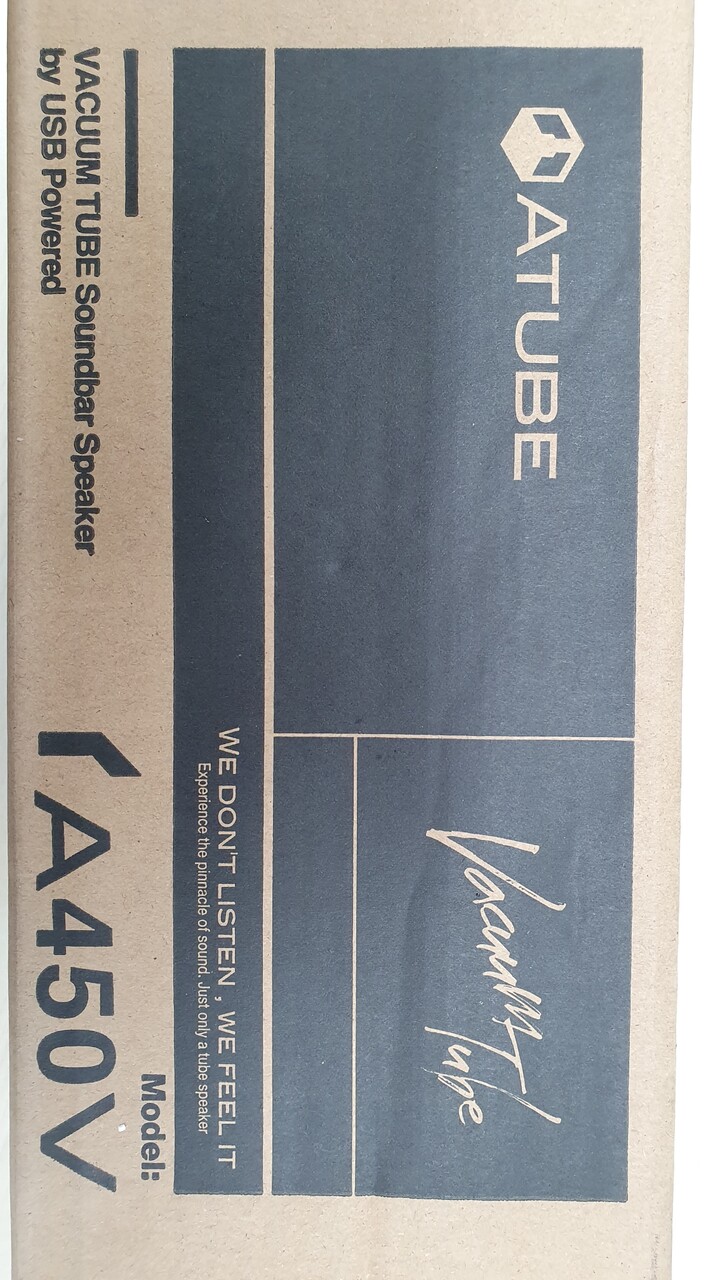 ATUBE
Vacuum Tube
WE DON'T LISTEN , WE FEEL IT
Experience the pinnacle of sound. Just only a tube speaker
Model:
VACUUM TUBE Soundbar Speaker
by USB Powered
A450V